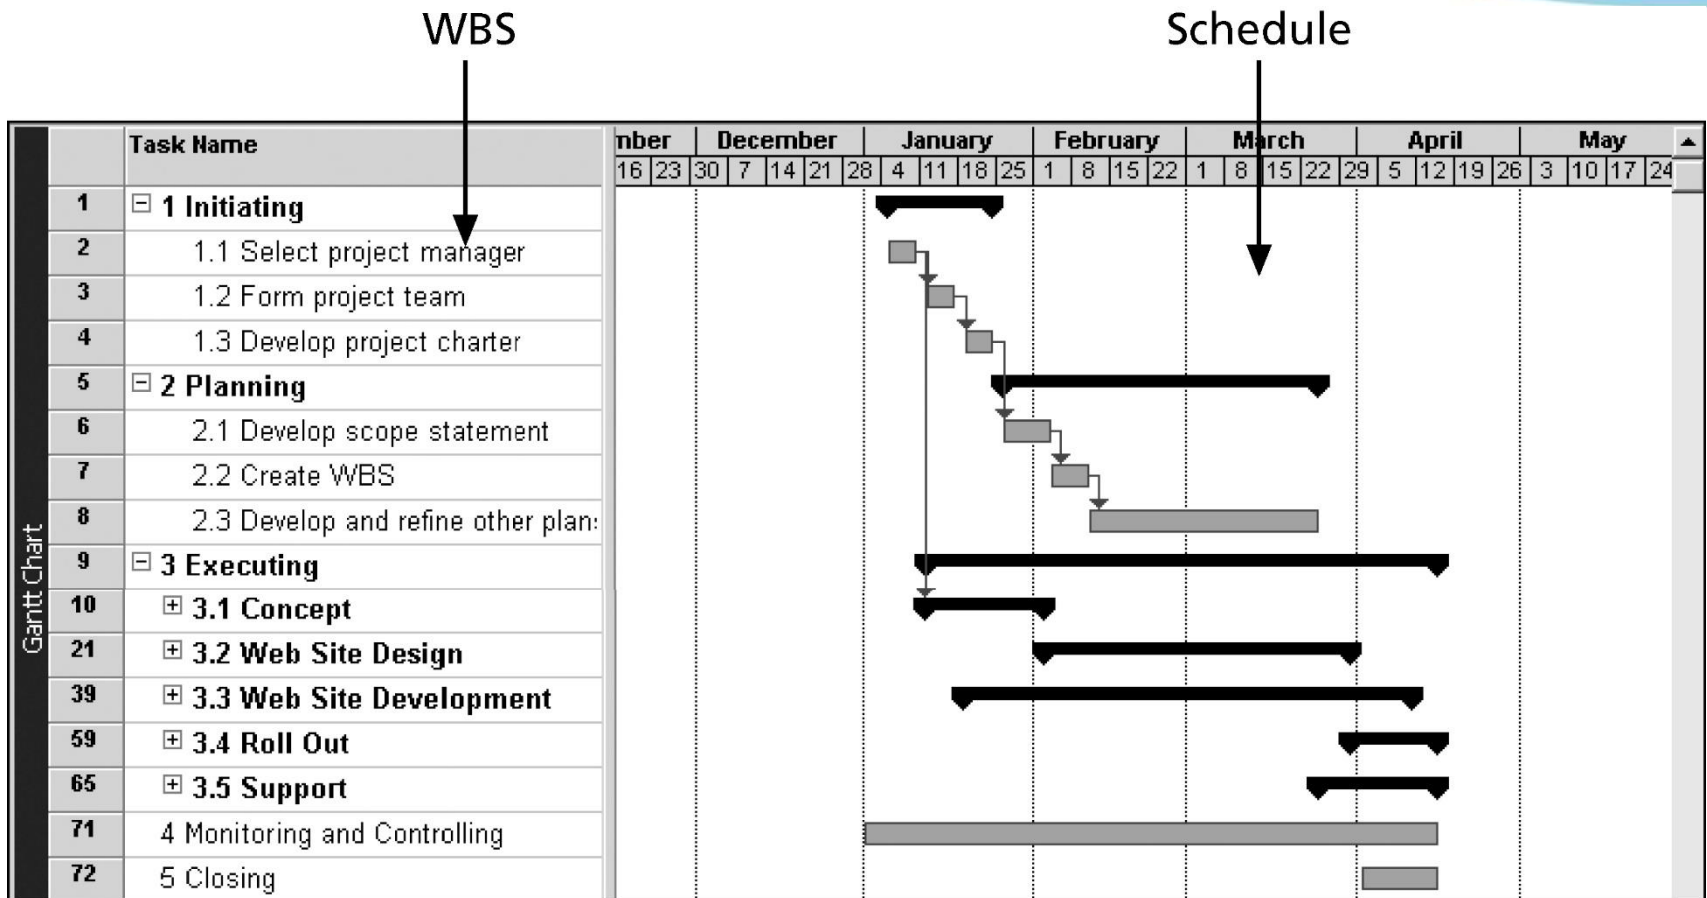 WBS Schedule
Task Name mber December January February March April May
16 23 30 7 14 21 28 4 11 18 25 1 8 15 22 1 8 15 22 29 5 12 19 26 3 10 17 24
1 1 Initiating
2 1.1 Select project manager
3 1.2 Form project team
4 1.3 Develop project charter
5 2 Planning
6 2.1 Develop scope statement
7 2.2 Create WBS
8 2.3 Develop and refine other plans
9 3 Executing
10 3.1 Concept
21 3.2 Web Site Design
39 3.3 Web Site Development
59 3.4 Roll Out
65 3.5 Support
71 4 Monitoring and Controlling
72 5 Closing
Gantt Chart